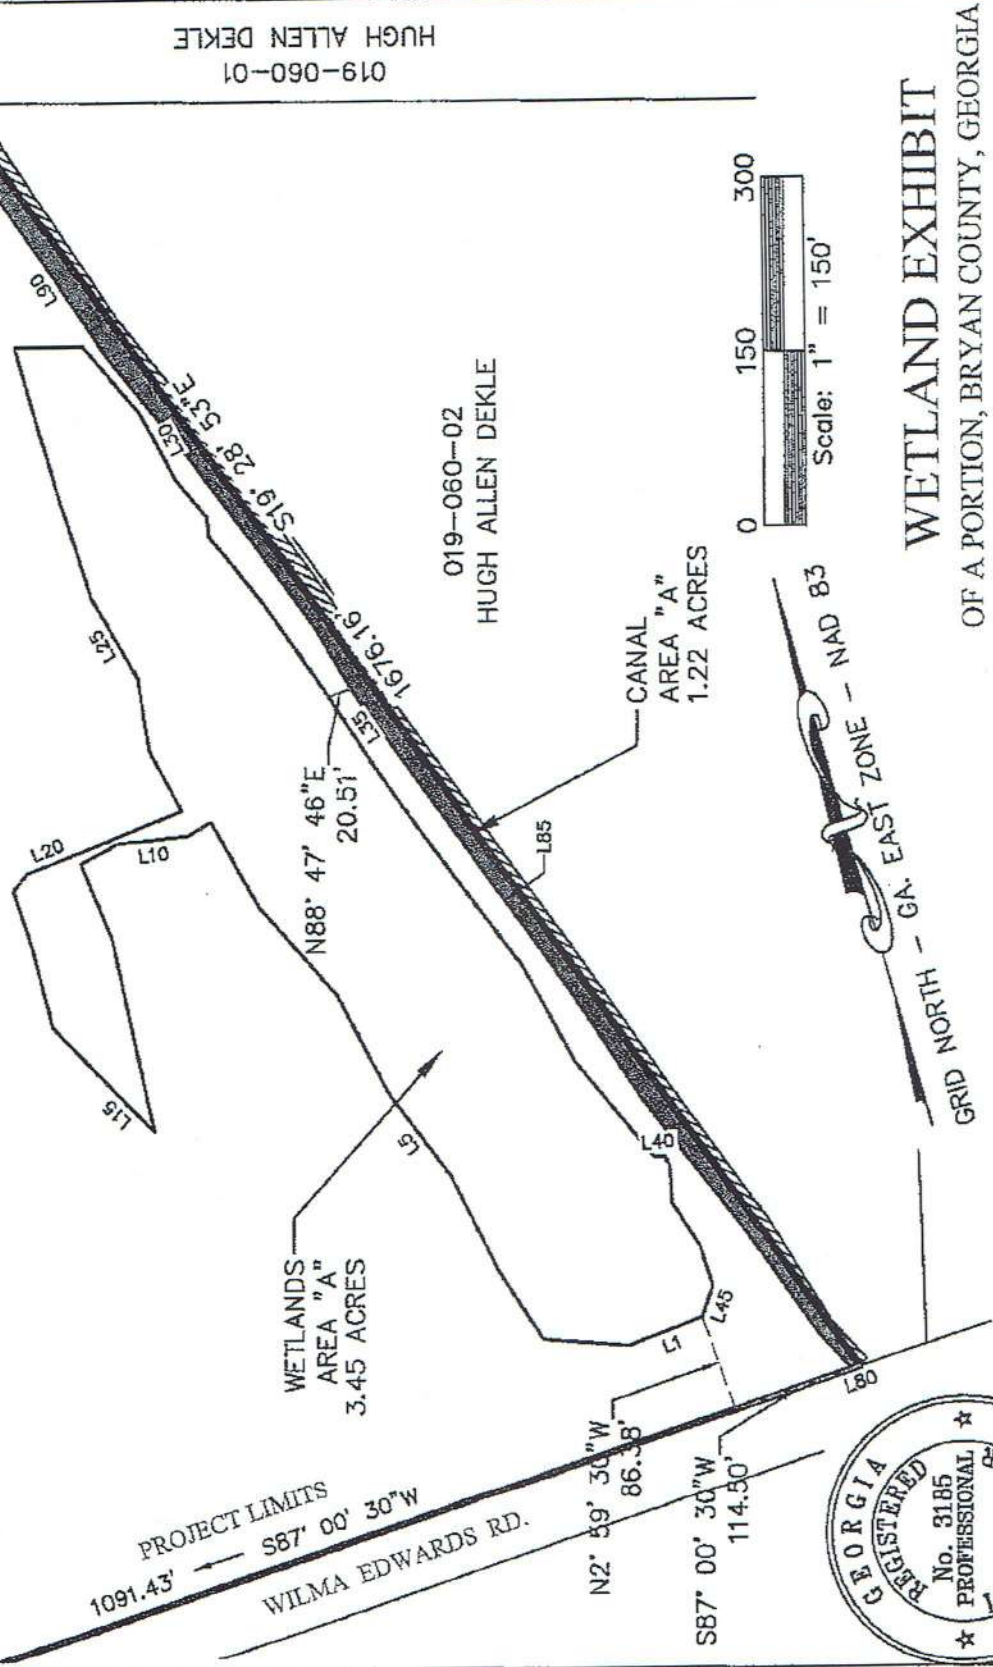 019-060-01
HUGH ALLEN DEKLE
L90
L30
S19° 28' 53"E
1676.16'
L25
019-060-02
HUGH ALLEN DEKLE
L35
N88° 47' 46"E
20.51'
L20
L10
L15
L5
CANAL
AREA "A"
1.22 ACRES
L85
WETLANDS
AREA "A"
3.45 ACRES
L40
L45
L1
L80
N2° 59' 30"W
86.38'
S87° 00' 30"W
114.50'
PROJECT LIMITS
1091.43' S87° 00' 30"W
WILMA EDWARDS RD.
0 150 300
Scale: 1" = 150'
GRID NORTH - GA. EAST ZONE - NAD 83
WETLAND EXHIBIT
OF A PORTION, BRYAN COUNTY, GEORGIA
GEORGIA
REGISTERED
No. 3185
PROFESSIONAL